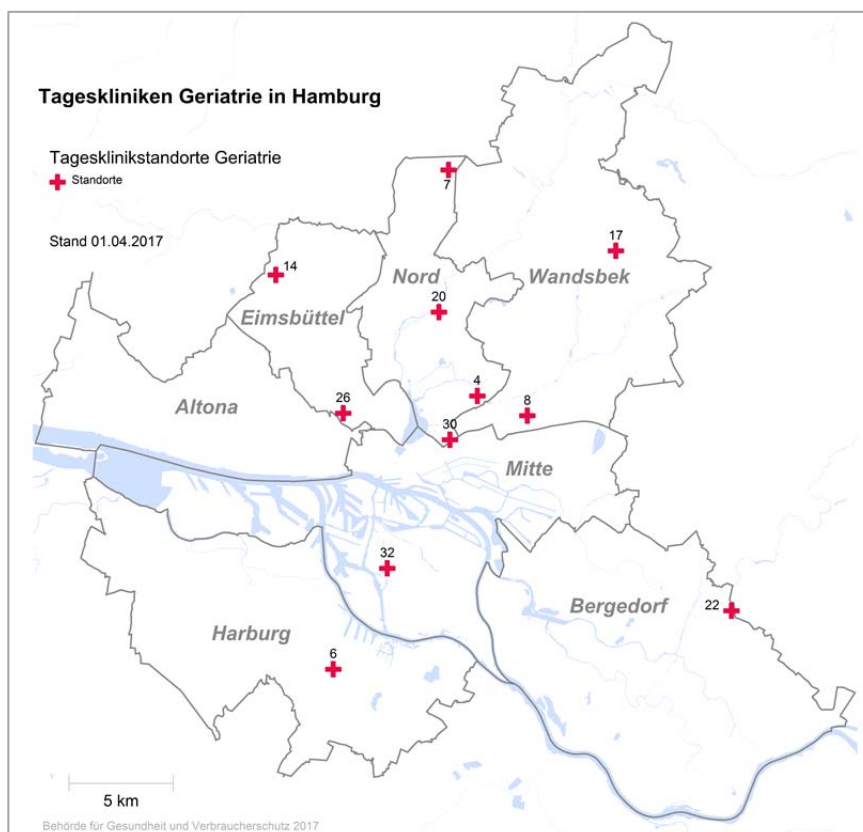 Tageskliniken Geriatrie in Hamburg
Tagesklinikstandorte Geriatrie
Standorte
Stand 01.04.2017
7
17
14
Nord
Wandsbek
20
Eimsbüttel
4
26
8
Altona
30
Mitte
32
Bergedorf
22
Harburg
6
5 km
Behörde für Gesundheit und Verbraucherschutz 2017